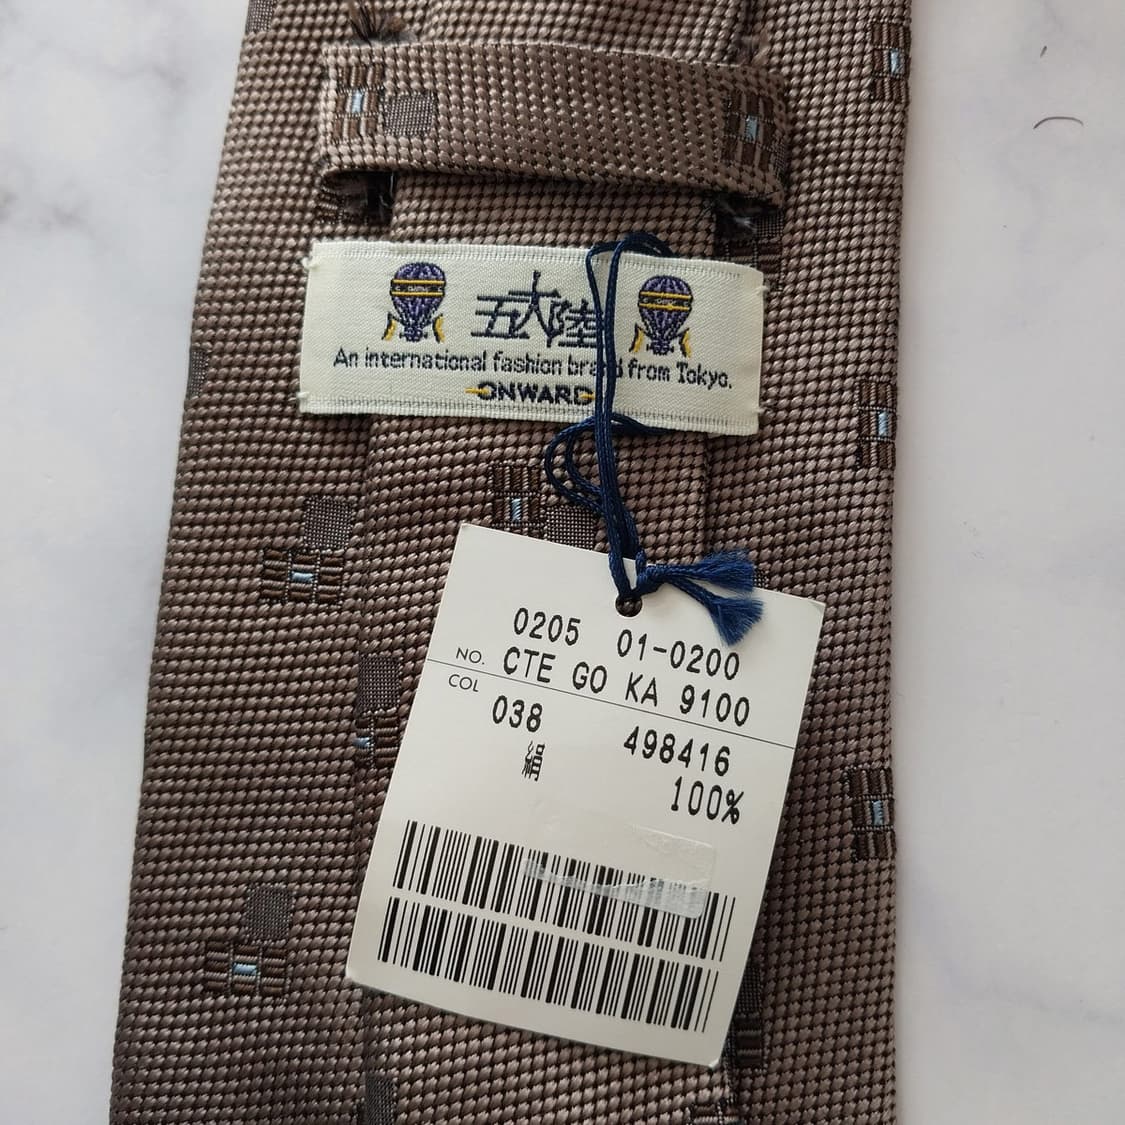 五大陸
An international fashion brand from Tokyo.
ONWARD
0205 01-0200
NO. CTE GO KA 9100
COL 038 498416
絹 100%